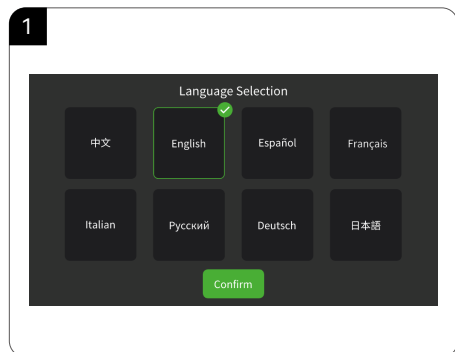 1
Language Selection
中文
English
Español
Français
Italian
Русский
Deutsch
日本語
Confirm